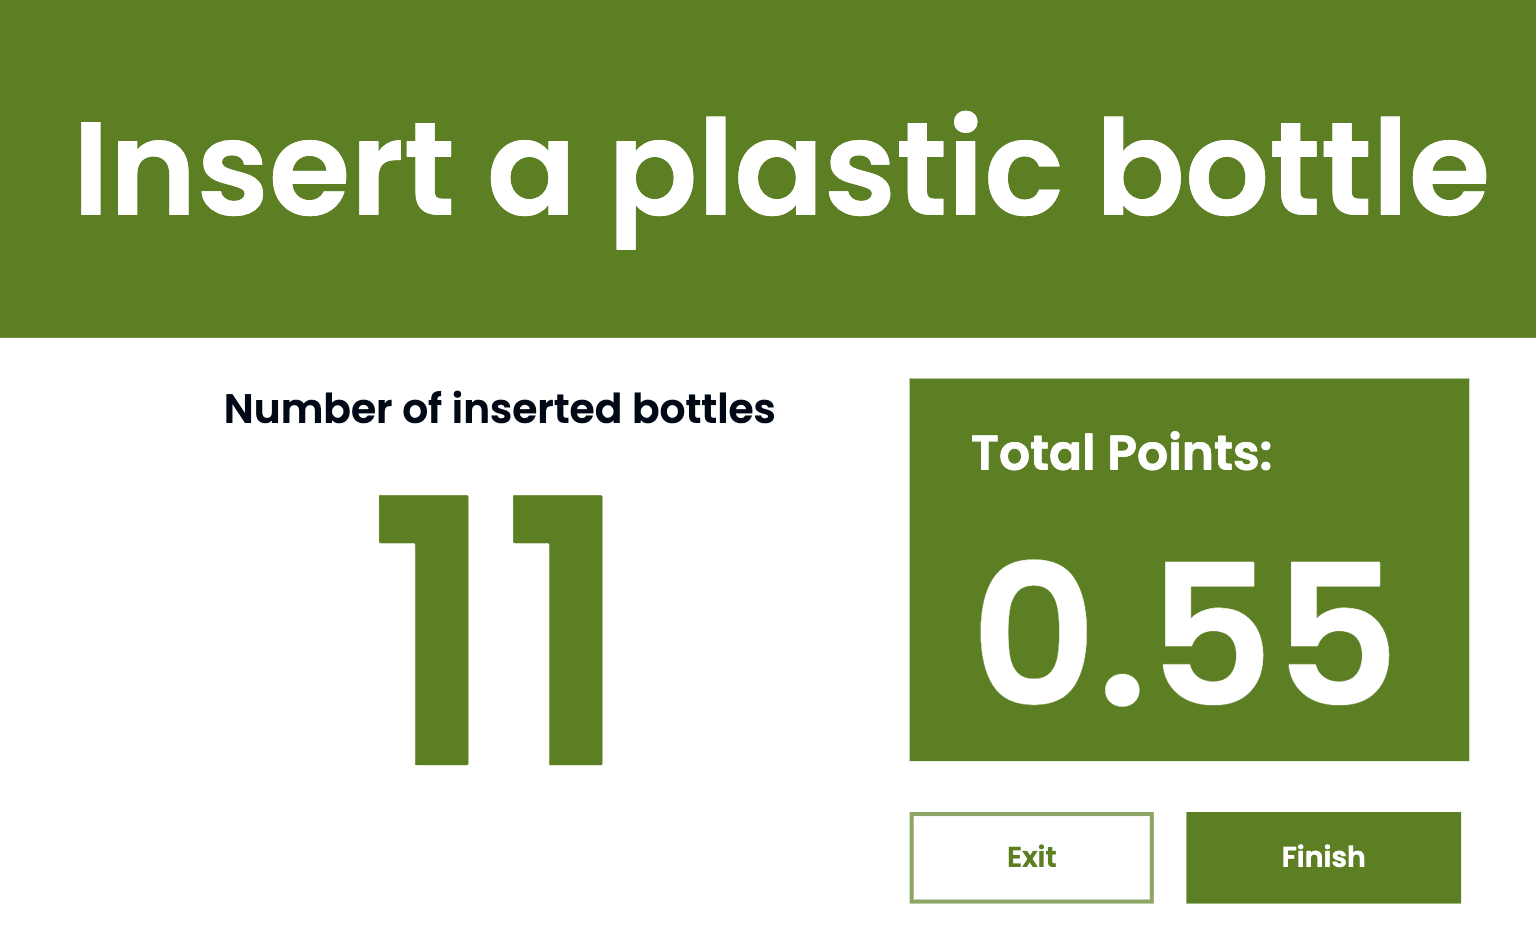 Insert a plastic bottle
Number of inserted bottles
11
Total Points:
0.55
Exit
Finish